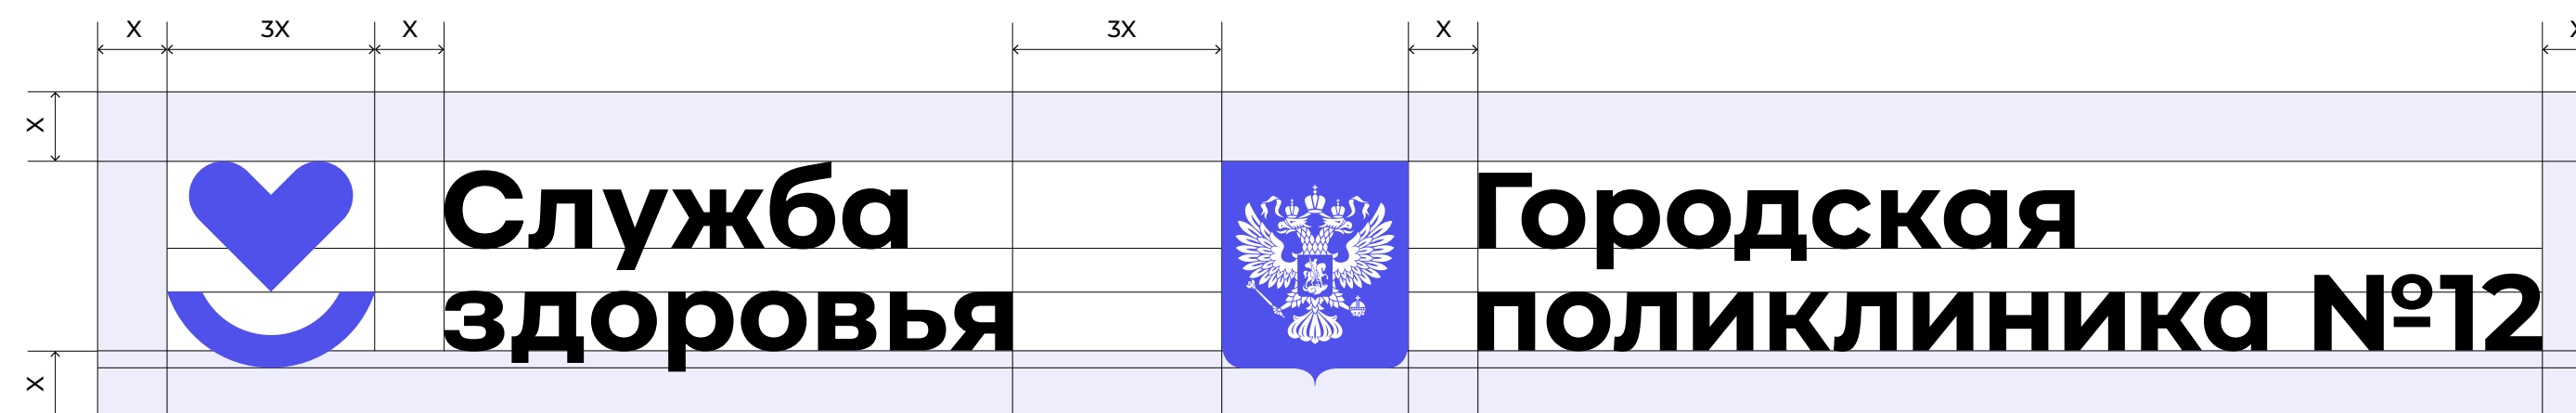 X 3X X 3X X X
X
Служба
здоровья
Городская
поликлиника №12
X